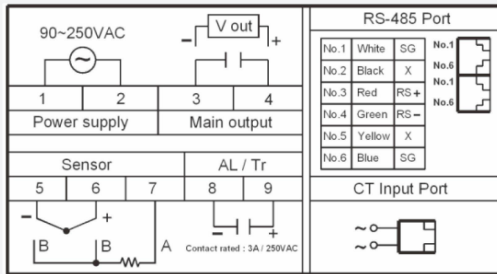 90~250VAC
V out
− +
1 2 3 4
Power supply Main output
Sensor AL / Tr
5 6 7 8 9
− + − +
B B A
Contact rated : 3A / 250VAC
RS-485 Port
No.1 White SG
No.2 Black X
No.3 Red RS+
No.4 Green RS−
No.5 Yellow X
No.6 Blue SG
No.1
No.6
No.1
No.6
CT Input Port